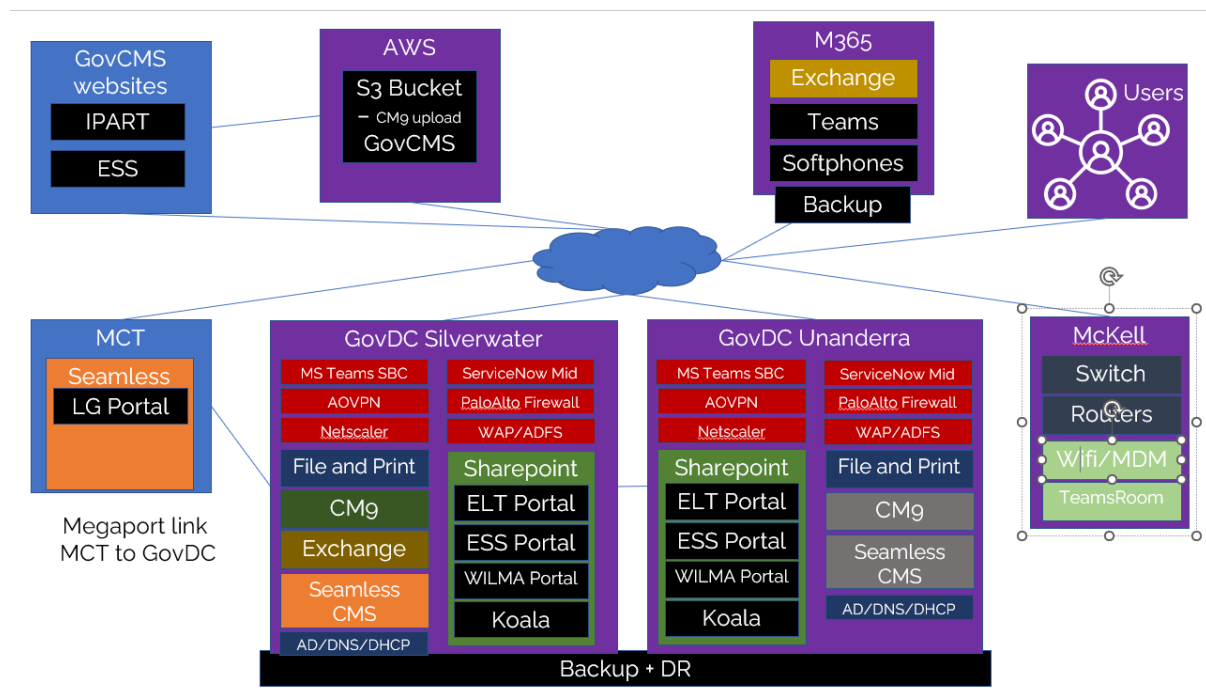 GovCMS
websites
IPART
ESS
AWS
S3 Bucket
– CM9 upload
GovCMS
M365
Exchange
Teams
Softphones
Backup
Users
MCT
Seamless
LG Portal
Megaport link
MCT to GovDC
GovDC Silverwater
MS Teams SBC
AOVPN
Netscaler
File and Print
CM9
Exchange
Seamless
CMS
AD/DNS/DHCP
ServiceNow Mid
PaloAlto Firewall
WAP/ADFS
Sharepoint
ELT Portal
ESS Portal
WILMA Portal
Koala
GovDC Unanderra
MS Teams SBC
AOVPN
Netscaler
Sharepoint
ELT Portal
ESS Portal
WILMA Portal
Koala
ServiceNow Mid
PaloAlto Firewall
WAP/ADFS
File and Print
CM9
Seamless
CMS
AD/DNS/DHCP
McKell
Switch
Routers
Wifi/MDM
TeamsRoom
Backup + DR